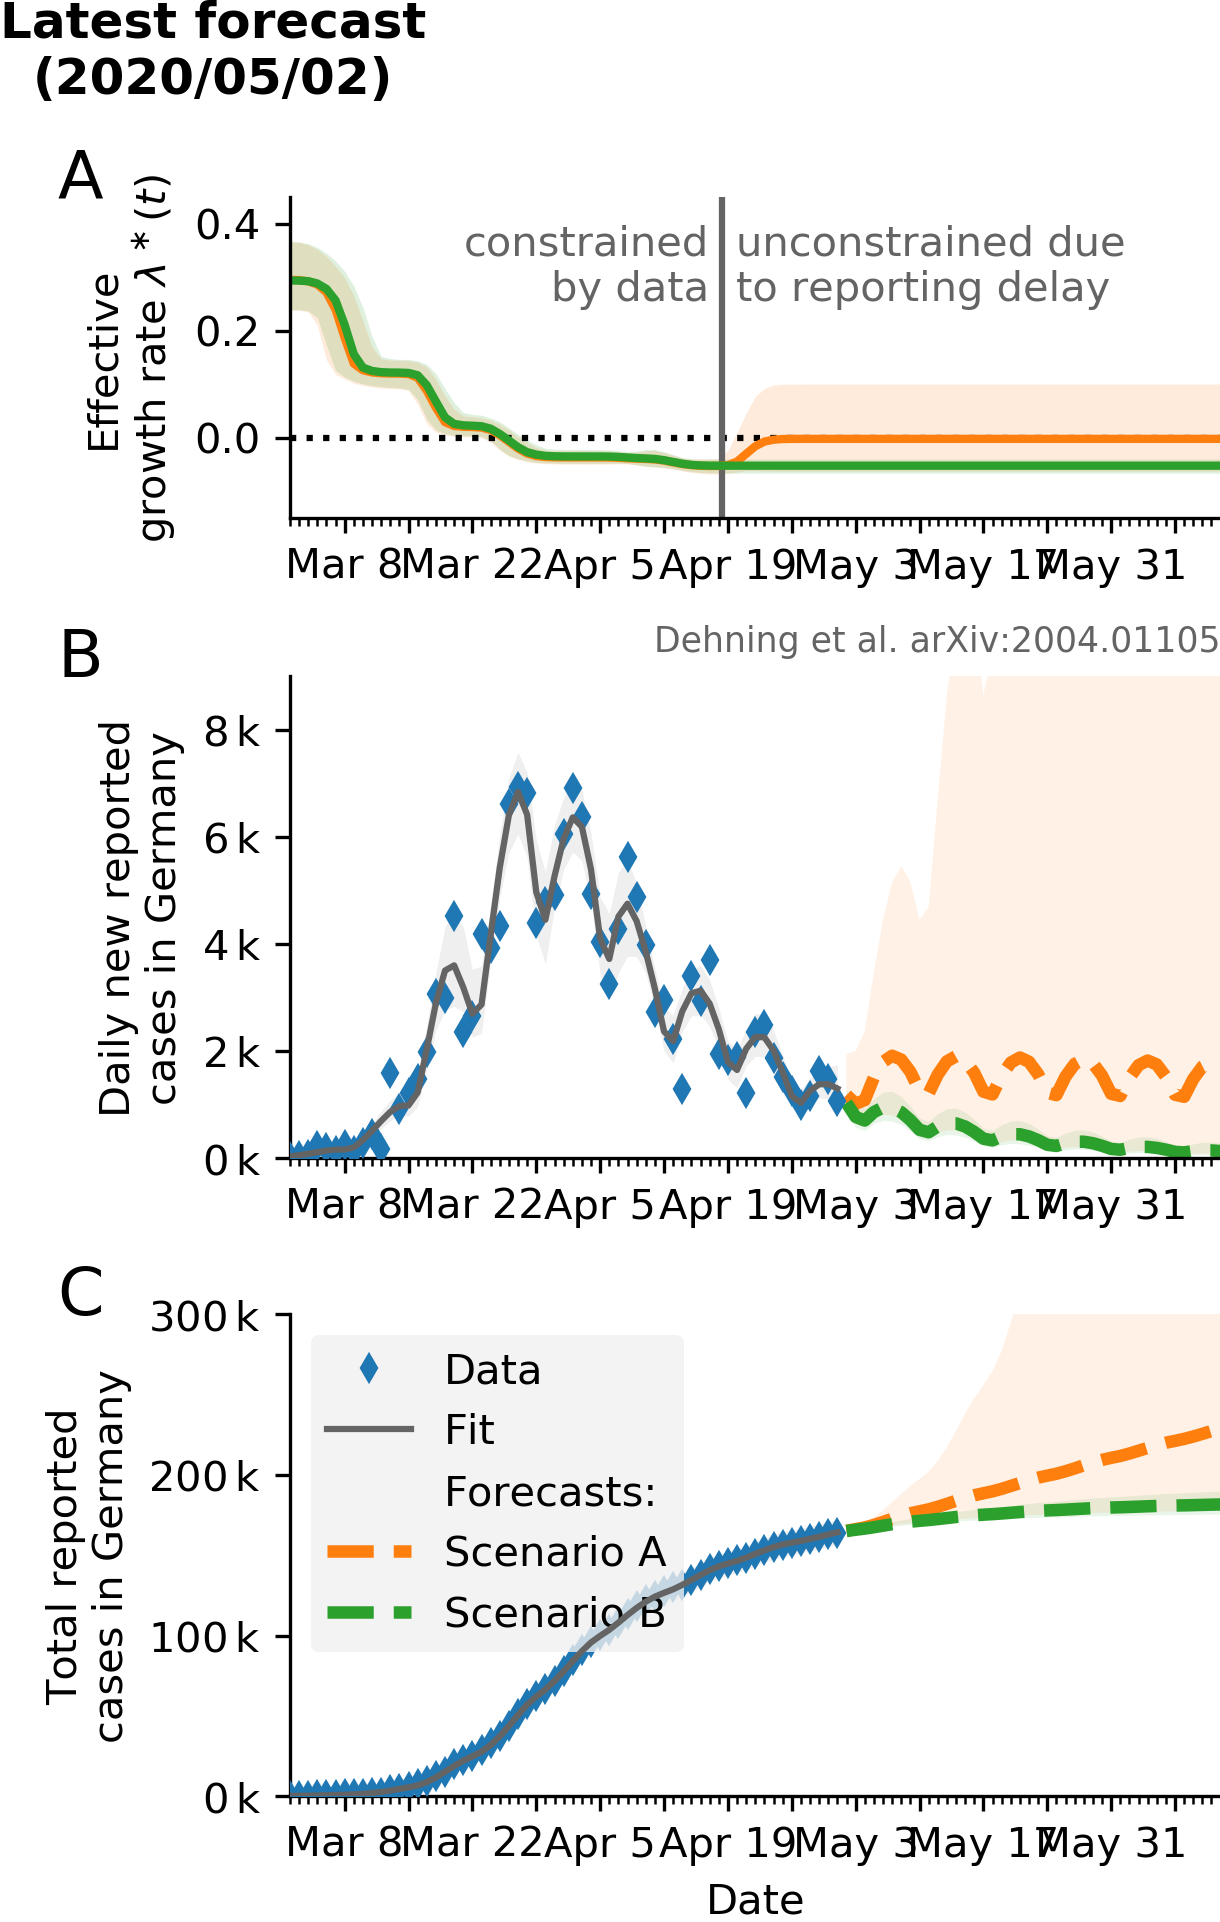 Latest forecast
(2020/05/02)
A
Effective
growth rate λ * (t)
0.4
0.2
0.0
constrained
by data
unconstrained due
to reporting delay
Mar 8 Mar 22 Apr 5 Apr 19 May 3 May 17 May 31
Dehning et al. arXiv:2004.01105
B
Daily new reported
cases in Germany
8 k
6 k
4 k
2 k
0 k
Mar 8 Mar 22 Apr 5 Apr 19 May 3 May 17 May 31
C
Total reported
cases in Germany
300 k
200 k
100 k
0 k
Data
Fit
Forecasts:
Scenario A
Scenario B
Mar 8 Mar 22 Apr 5 Apr 19 May 3 May 17 May 31
Date